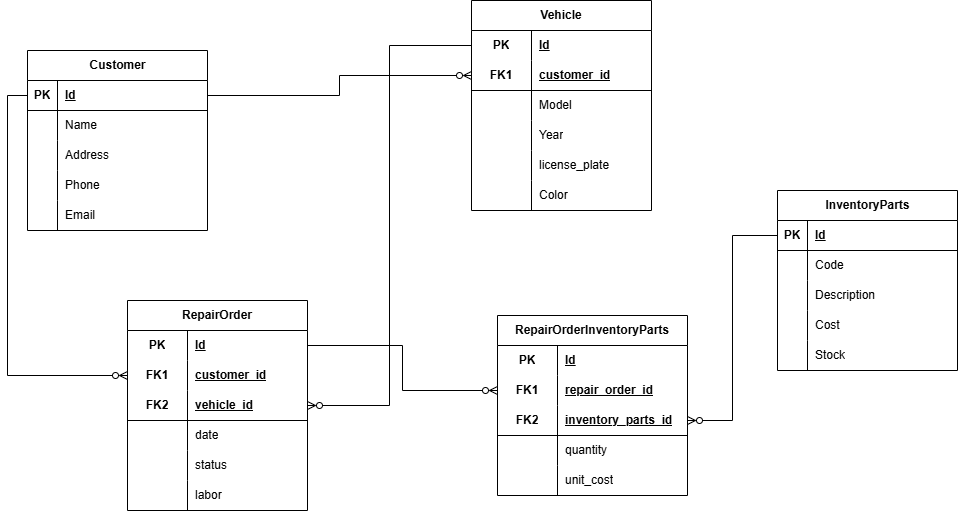 Vehicle
PK Id
FK1 customer_id
Model
Year
license_plate
Color
Customer
PK Id
Name
Address
Phone
Email
InventoryParts
PK Id
Code
Description
Cost
Stock
RepairOrder
PK Id
FK1 customer_id
FK2 vehicle_id
date
status
labor
RepairOrderInventoryParts
PK Id
FK1 repair_order_id
FK2 inventory_parts_id
quantity
unit_cost